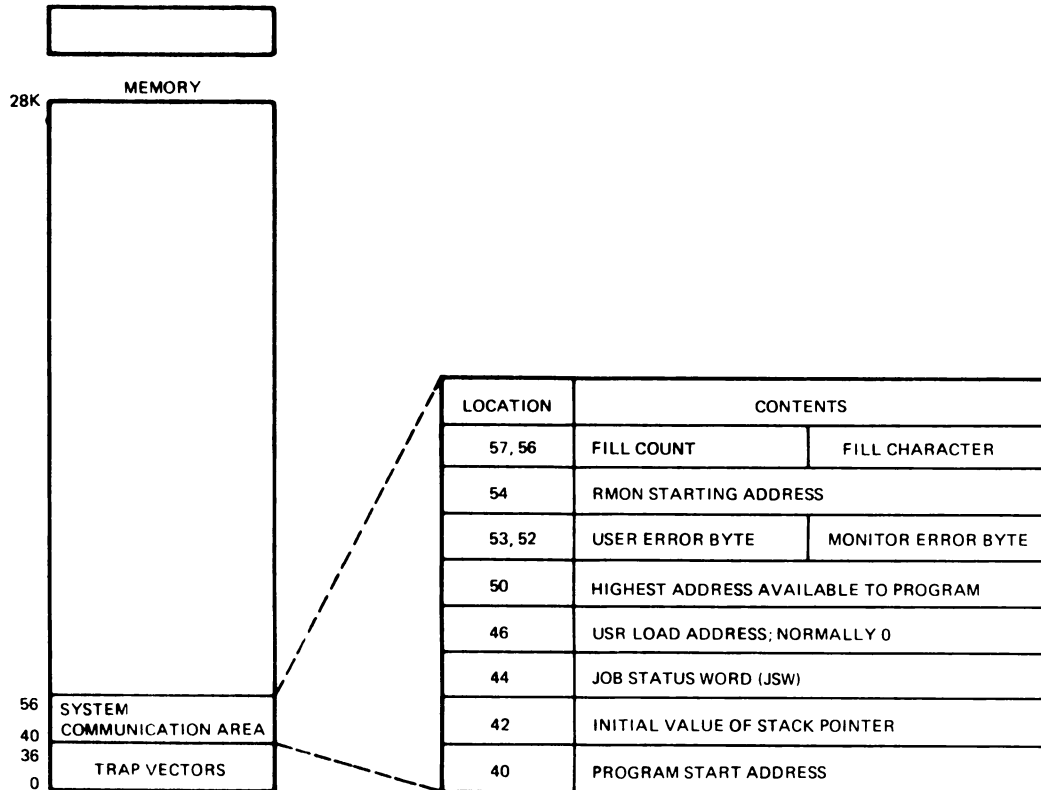 MEMORY
28K
56
SYSTEM
COMMUNICATION AREA
40
36
TRAP VECTORS
0
LOCATION CONTENTS
57, 56 FILL COUNT FILL CHARACTER
54 RMON STARTING ADDRESS
53, 52 USER ERROR BYTE MONITOR ERROR BYTE
50 HIGHEST ADDRESS AVAILABLE TO PROGRAM
46 USR LOAD ADDRESS; NORMALLY 0
44 JOB STATUS WORD (JSW)
42 INITIAL VALUE OF STACK POINTER
40 PROGRAM START ADDRESS